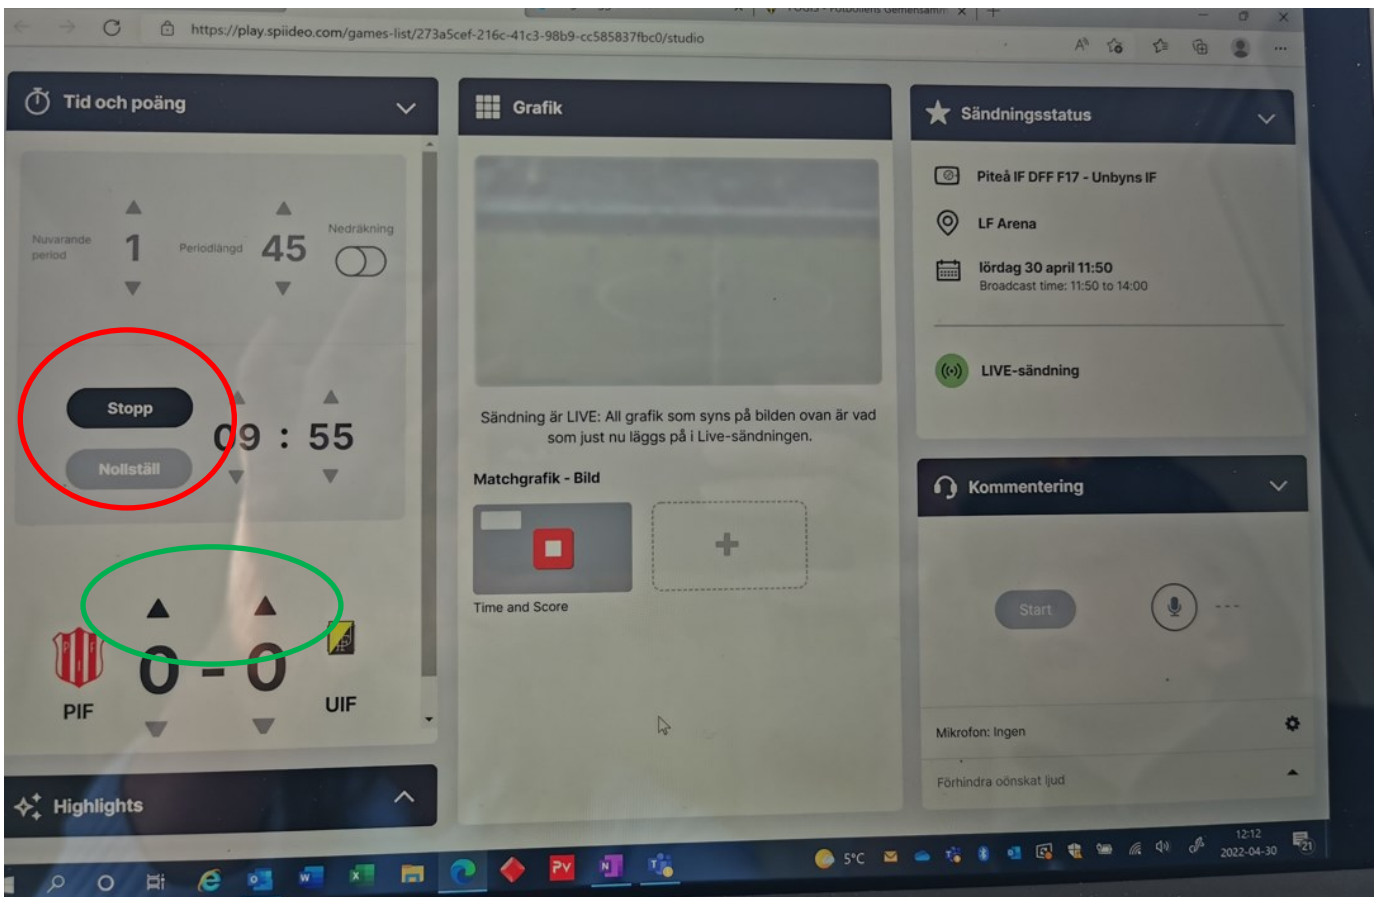 https://play.spiideo.com/games-list/273a5cef-216c-41c3-98b9-cc585837fbc0/studio
Tid och poäng
Nuvarande
period
1
Periodlängd
45
Nedräkning
Stopp
Nollställ
09 : 55
0 - 0
PIF
UIF
Highlights
Grafik
Sändning är LIVE: All grafik som syns på bilden ovan är vad
som just nu läggs på i Live-sändningen.
Matchgrafik - Bild
Time and Score
Sändningsstatus
Piteå IF DFF F17 - Unbyns IF
LF Arena
lördag 30 april 11:50
Broadcast time: 11:50 to 14:00
LIVE-sändning
Kommentering
Start
---
Mikrofon: Ingen
Förhindra oönskat ljud
5°C
12:12
2022-04-30
21